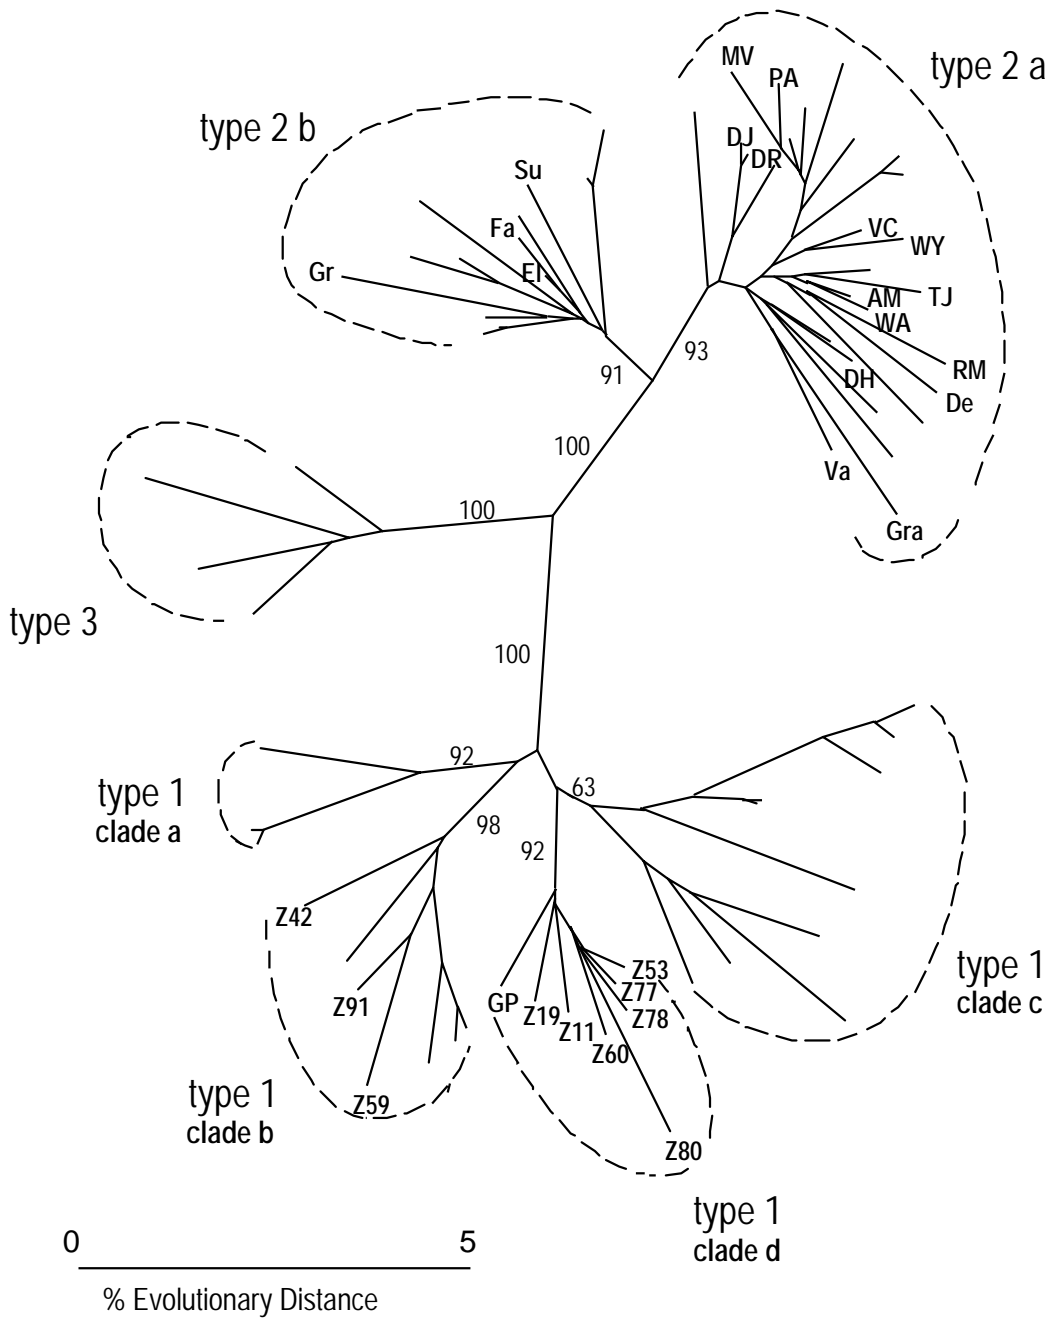 MV
type 2 a
PA
type 2 b
DJ
DR
Su
Fa
VC
WY
Gr
El
AM
TJ
WA
93
91
RM
DH
De
100
Va
100
Gra
type 3
100
92
63
type 1
clade a
98
92
Z42
Z53
type 1
clade c
Z91
GP
Z19
Z77
Z11
Z78
Z60
type 1
clade b
Z59
Z80
type 1
clade d
0
5
% Evolutionary Distance